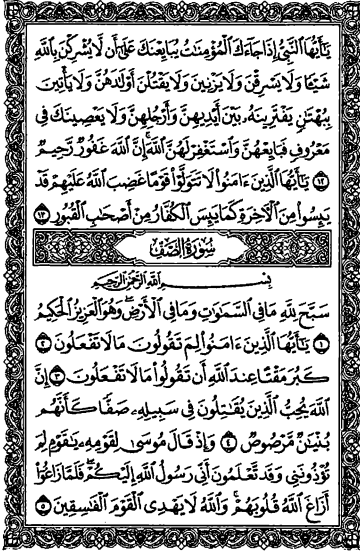 يَٰٓأَيُّهَا ٱلنَّبِيُّ إِذَا جَآءَكَ ٱلْمُؤْمِنَٰتُ يُبَايِعْنَكَ عَلَىٰٓ أَن لَّا يُشْرِكْنَ بِٱللَّهِ
شَيْـًٔا وَلَا يَسْرِقْنَ وَلَا يَزْنِينَ وَلَا يَقْتُلْنَ أَوْلَٰدَهُنَّ وَلَا يَأْتِينَ
بِبُهْتَٰنٍ يَفْتَرِينَهُۥ بَيْنَ أَيْدِيهِنَّ وَأَرْجُلِهِنَّ وَلَا يَعْصِينَكَ فِى
مَعْرُوفٍ فَبَايِعْهُنَّ وَٱسْتَغْفِرْ لَهُنَّ ٱللَّهَ إِنَّ ٱللَّهَ غَفُورٌ رَّحِيمٌ
١٢ يَٰٓأَيُّهَا ٱلَّذِينَ ءَامَنُوا۟ لَا تَتَوَلَّوْا۟ قَوْمًا غَضِبَ ٱللَّهُ عَلَيْهِمْ قَدْ
يَئِسُوا۟ مِنَ ٱلْءَاخِرَةِ كَمَا يَئِسَ ٱلْكُفَّارُ مِنْ أَصْحَٰبِ ٱلْقُبُورِ ١٣
سُورَةُ الصَّفِّ
بِسْمِ ٱللَّهِ ٱلرَّحْمَٰنِ ٱلرَّحِيمِ
سَبَّحَ لِلَّهِ مَا فِى ٱلسَّمَٰوَٰتِ وَمَا فِى ٱلْأَرْضِ ۖ وَهُوَ ٱلْعَزِيزُ ٱلْحَكِيمُ
١ يَٰٓأَيُّهَا ٱلَّذِينَ ءَامَنُوا۟ لِمَ تَقُولُونَ مَا لَا تَفْعَلُونَ ٢
كَبُرَ مَقْتًا عِندَ ٱللَّهِ أَن تَقُولُوا۟ مَا لَا تَفْعَلُونَ ٣ إِنَّ
ٱللَّهَ يُحِبُّ ٱلَّذِينَ يُقَٰتِلُونَ فِى سَبِيلِهِۦ صَفًّا كَأَنَّهُم
بُنْيَٰنٌ مَّرْصُوصٌ ٤ وَإِذْ قَالَ مُوسَىٰ لِقَوْمِهِۦ يَٰقَوْمِ لِمَ
تُؤْذُونَنِى وَقَد تَّعْلَمُونَ أَنِّى رَسُولُ ٱللَّهِ إِلَيْكُمْ ۖ فَلَمَّا زَاغُوٓا۟
أَزَاغَ ٱللَّهُ قُلُوبَهُمْ ۚ وَٱللَّهُ لَا يَهْدِى ٱلْقَوْمَ ٱلْفَٰسِقِينَ ٥